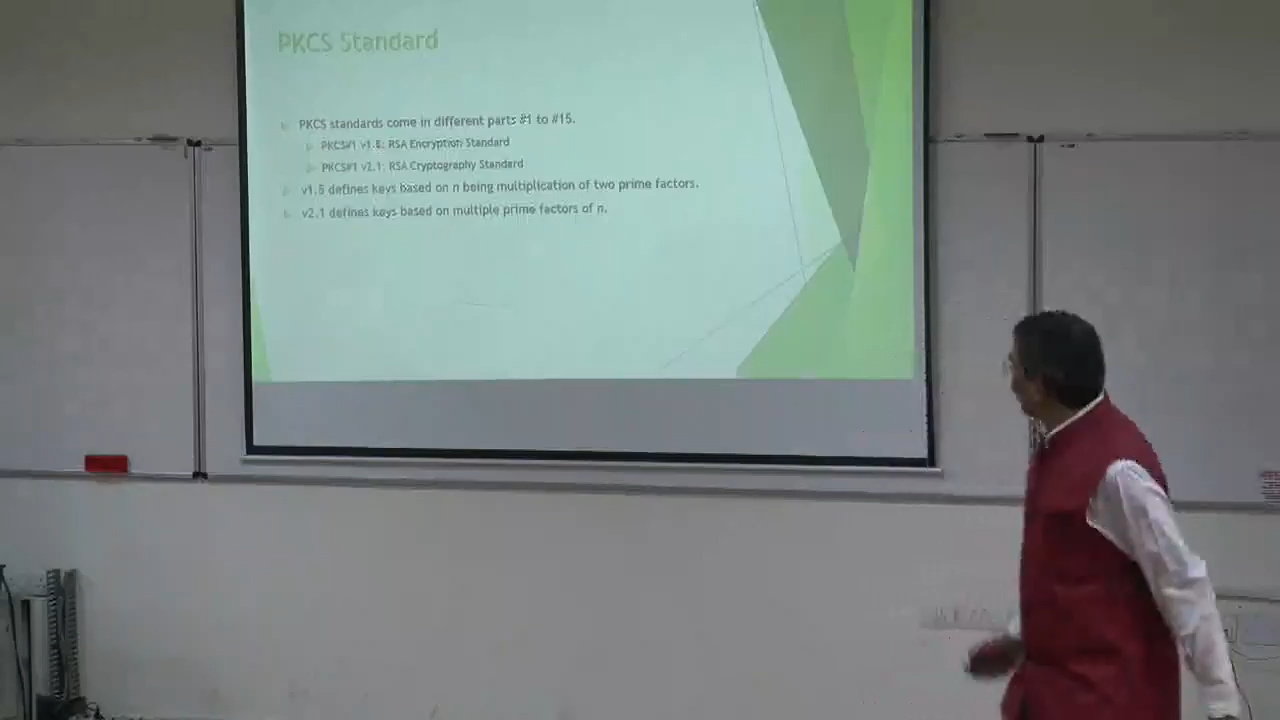 PKCS Standard
PKCS standards come in different parts #1 to #15.
PKCS#1 v1.5: RSA Encryption Standard
PKCS#1 v2.1: RSA Cryptography Standard
v1.5 defines keys based on n being multiplication of two prime factors.
v2.1 defines keys based on multiple prime factors of n.